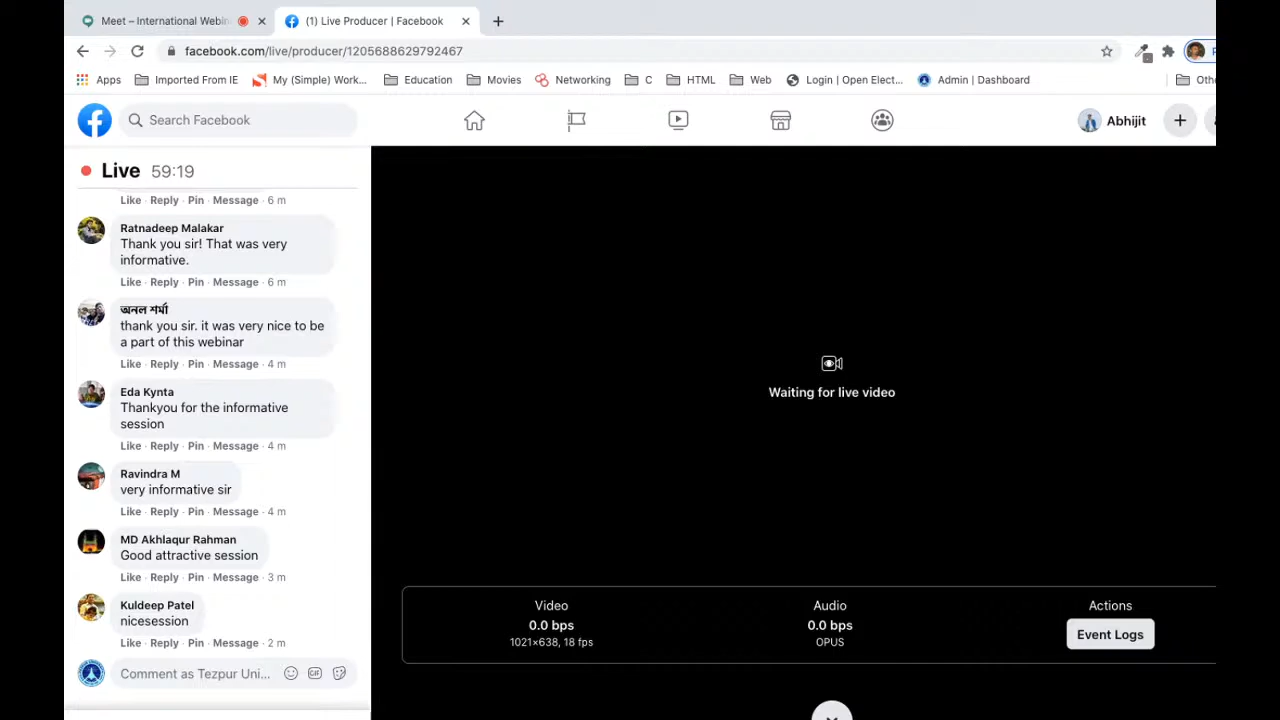 Meet – International Webin
(1) Live Producer | Facebook
facebook.com/live/producer/1205688629792467
Apps Imported From IE My (Simple) Work... Education Movies Networking C HTML Web Login | Open Elect... Admin | Dashboard
Search Facebook
Abhijit
Live 59:19
Like · Reply · Pin · Message · 6 m
Ratnadeep Malakar
Thank you sir! That was very
informative.
Like · Reply · Pin · Message · 6 m
অনল শৰ্মা
thank you sir. it was very nice to be
a part of this webinar
Like · Reply · Pin · Message · 4 m
Eda Kynta
Thankyou for the informative
session
Like · Reply · Pin · Message · 4 m
Ravindra M
very informative sir
Like · Reply · Pin · Message · 4 m
MD Akhlaqur Rahman
Good attractive session
Like · Reply · Pin · Message · 3 m
Kuldeep Patel
nicesession
Like · Reply · Pin · Message · 2 m
Comment as Tezpur Uni... GIF
Waiting for live video
Video
0.0 bps
1021×638, 18 fps
Audio
0.0 bps
OPUS
Actions
Event Logs